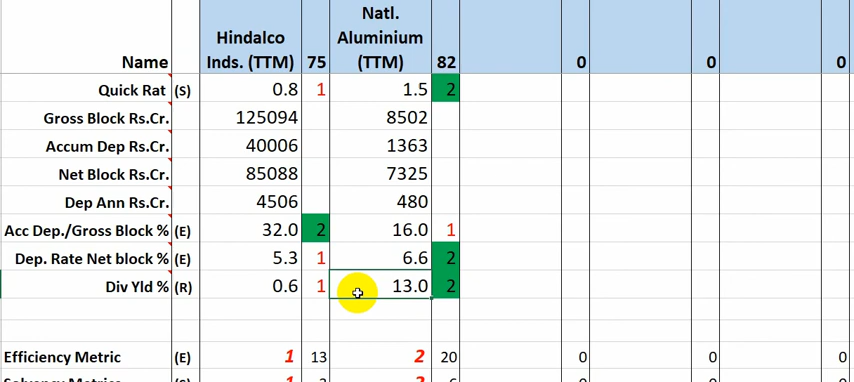 Name Hindalco Inds. (TTM) 75 Natl. Aluminium (TTM) 82 0 0 0
Quick Rat (S) 0.8 1 1.5 2
Gross Block Rs.Cr. 125094 8502
Accum Dep Rs.Cr. 40006 1363
Net Block Rs.Cr. 85088 7325
Dep Ann Rs.Cr. 4506 480
Acc Dep./Gross Block % (E) 32.0 2 16.0 1
Dep. Rate Net block % (E) 5.3 1 6.6 2
Div Yld % (R) 0.6 1 13.0 2
Efficiency Metric (E) 1 13 2 20 0 0 0